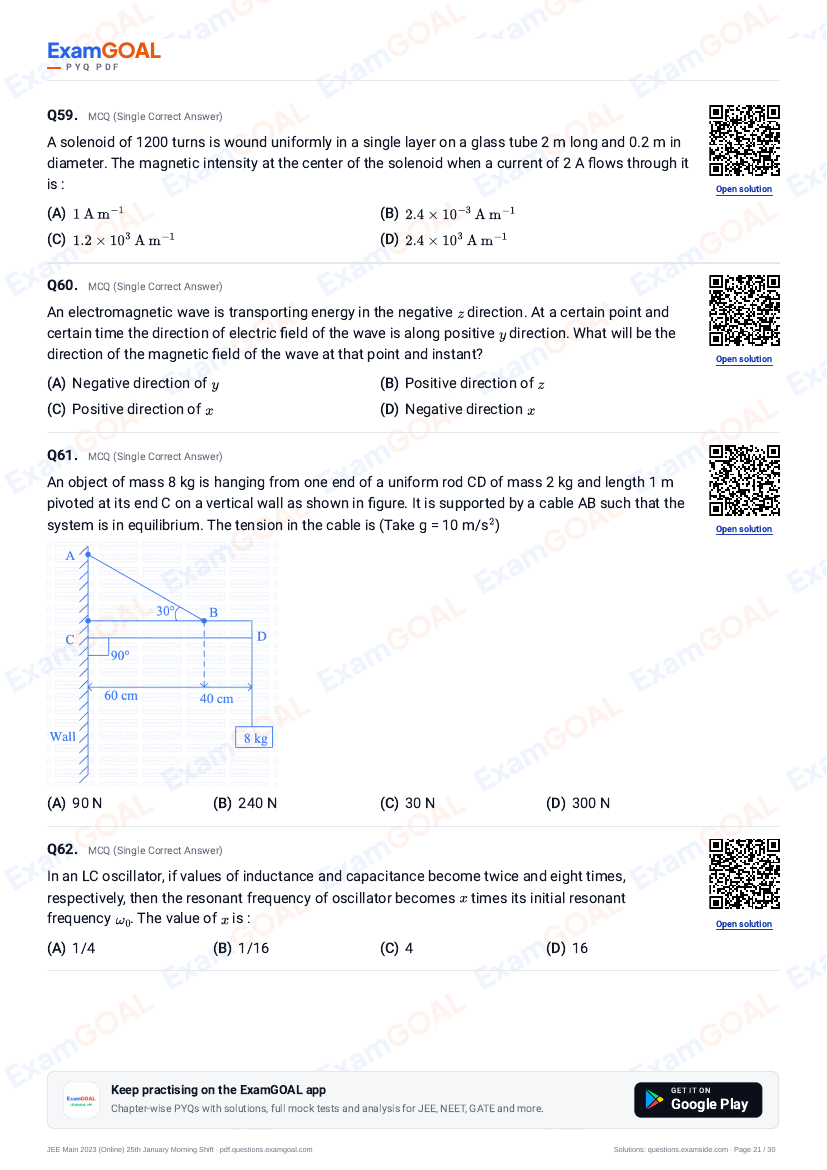 ExamGOAL
PYQ PDF
Q59. MCQ (Single Correct Answer)
A solenoid of 1200 turns is wound uniformly in a single layer on a glass tube 2 m long and 0.2 m in
diameter. The magnetic intensity at the center of the solenoid when a current of 2 A flows through it
is :
(A) 1 A m⁻¹ (B) 2.4 × 10⁻³ A m⁻¹
(C) 1.2 × 10³ A m⁻¹ (D) 2.4 × 10³ A m⁻¹
Open solution
Q60. MCQ (Single Correct Answer)
An electromagnetic wave is transporting energy in the negative z direction. At a certain point and
certain time the direction of electric field of the wave is along positive y direction. What will be the
direction of the magnetic field of the wave at that point and instant?
(A) Negative direction of y (B) Positive direction of z
(C) Positive direction of x (D) Negative direction x
Open solution
Q61. MCQ (Single Correct Answer)
An object of mass 8 kg is hanging from one end of a uniform rod CD of mass 2 kg and length 1 m
pivoted at its end C on a vertical wall as shown in figure. It is supported by a cable AB such that the
system is in equilibrium. The tension in the cable is (Take g = 10 m/s²)
Open solution
A
30° B
C D
90°
60 cm 40 cm
Wall 8 kg
(A) 90 N (B) 240 N (C) 30 N (D) 300 N
Q62. MCQ (Single Correct Answer)
In an LC oscillator, if values of inductance and capacitance become twice and eight times,
respectively, then the resonant frequency of oscillator becomes x times its initial resonant
frequency ω₀. The value of x is :
Open solution
(A) 1/4 (B) 1/16 (C) 4 (D) 16
Keep practising on the ExamGOAL app
Chapter-wise PYQs with solutions, full mock tests and analysis for JEE, NEET, GATE and more.
GET IT ON
Google Play
JEE Main 2023 (Online) 25th January Morning Shift · pdf.questions.examgoal.com Solutions: questions.examside.com · Page 21 / 30